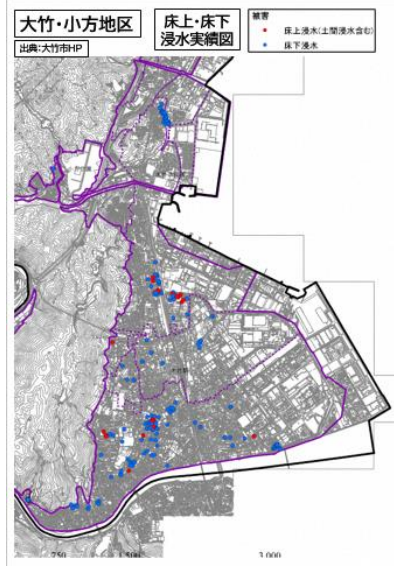 大竹・小方地区
出典:大竹市HP
床上・床下
浸水実績図
被害
床上浸水(土間浸水含む)
床下浸水
750
1,500
3,000